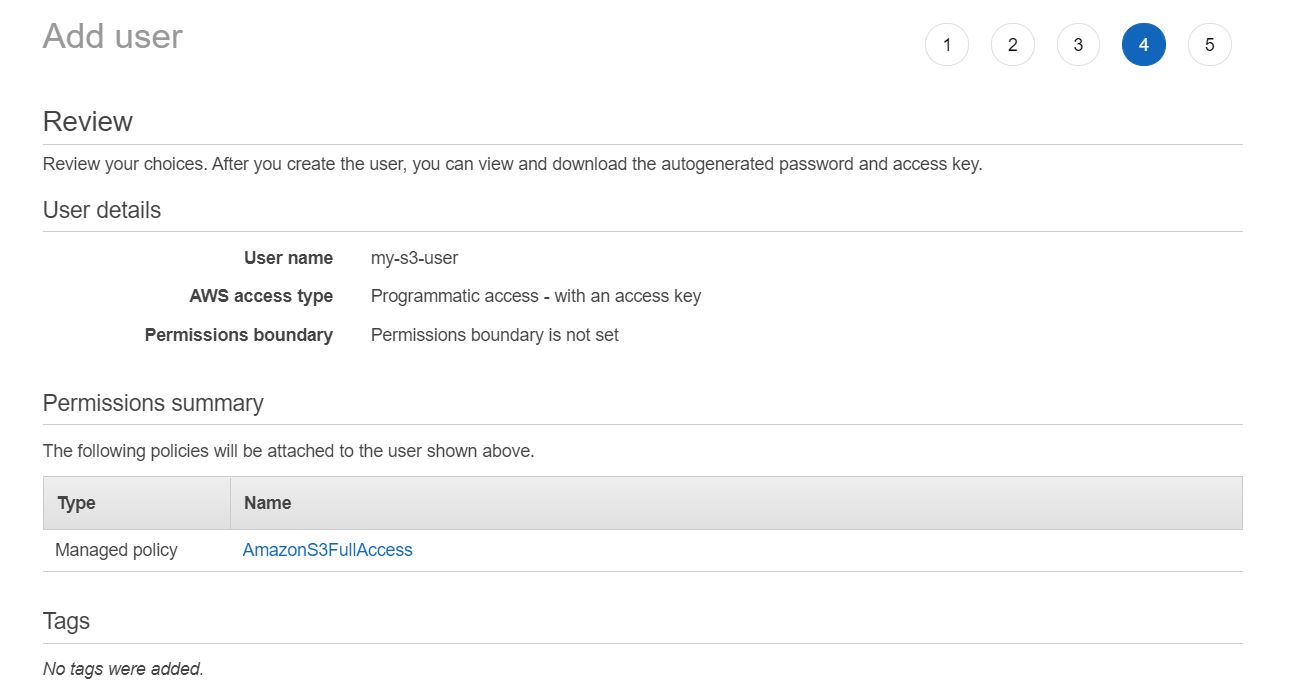 Add user
1 2 3 4 5
Review
Review your choices. After you create the user, you can view and download the autogenerated password and access key.
User details
User name my-s3-user
AWS access type Programmatic access - with an access key
Permissions boundary Permissions boundary is not set
Permissions summary
The following policies will be attached to the user shown above.
Type Name
Managed policy AmazonS3FullAccess
Tags
No tags were added.